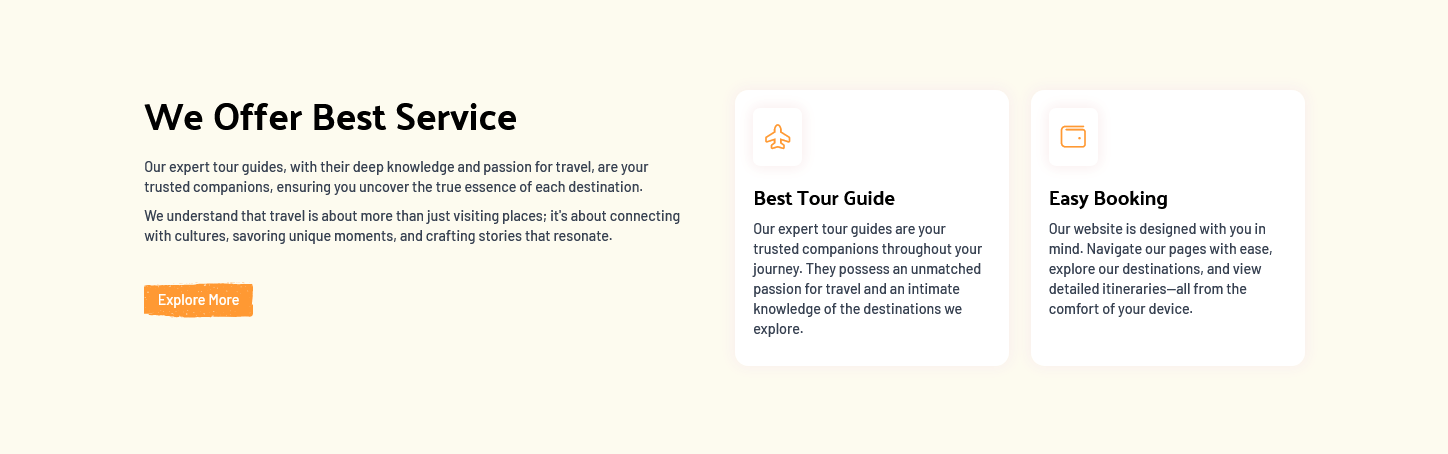 We Offer Best Service
Our expert tour guides, with their deep knowledge and passion for travel, are your
trusted companions, ensuring you uncover the true essence of each destination.
We understand that travel is about more than just visiting places; it's about connecting
with cultures, savoring unique moments, and crafting stories that resonate.
Explore More
Best Tour Guide
Our expert tour guides are your
trusted companions throughout your
journey. They possess an unmatched
passion for travel and an intimate
knowledge of the destinations we
explore.
Easy Booking
Our website is designed with you in
mind. Navigate our pages with ease,
explore our destinations, and view
detailed itineraries—all from the
comfort of your device.